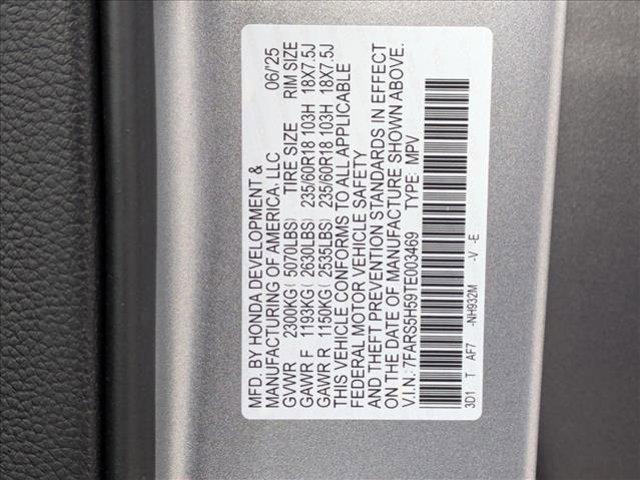 MFD. BY HONDA DEVELOPMENT & 06/'25
MANUFACTURING OF AMERICA, LLC
GVWR 2300KG( 5070LBS) TIRE SIZE RIM SIZE
GAWR F 1193KG( 2630LBS) 235/60R18 103H 18X7.5J
GAWR R 1150KG( 2535LBS) 235/60R18 103H 18X7.5J
THIS VEHICLE CONFORMS TO ALL APPLICABLE
FEDERAL MOTOR VEHICLE SAFETY
AND THEFT PREVENTION STANDARDS IN EFFECT
ON THE DATE OF MANUFACTURE SHOWN ABOVE.
V.I.N.:7FARS5H59TE003469 TYPE: MPV
3D1 T AF7 -NH932M -V -E